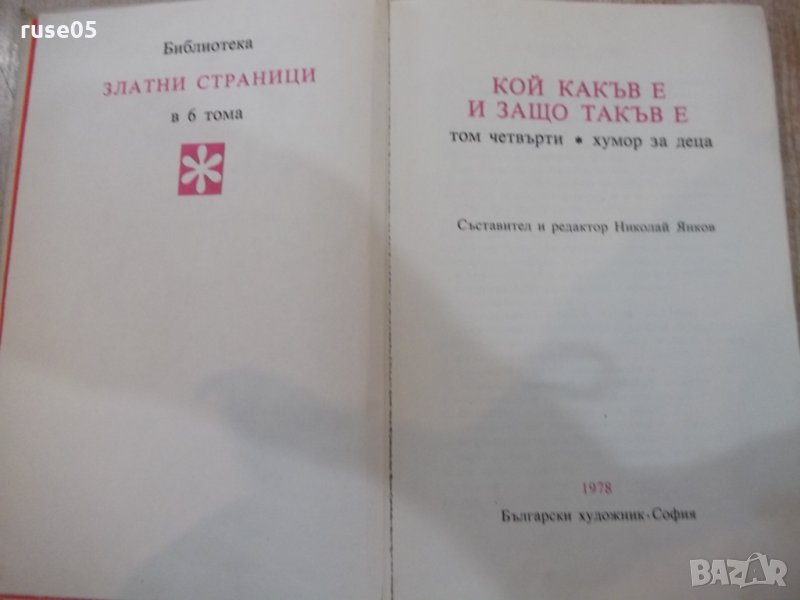 ruse05
Библиотека
ЗЛАТНИ СТРАНИЦИ
в 6 тома
КОЙ КАКЪВ Е
И ЗАЩО ТАКЪВ Е
том четвърти * хумор за деца
Съставител и редактор Николай Янков
1978
Български художник · София
BAZAR